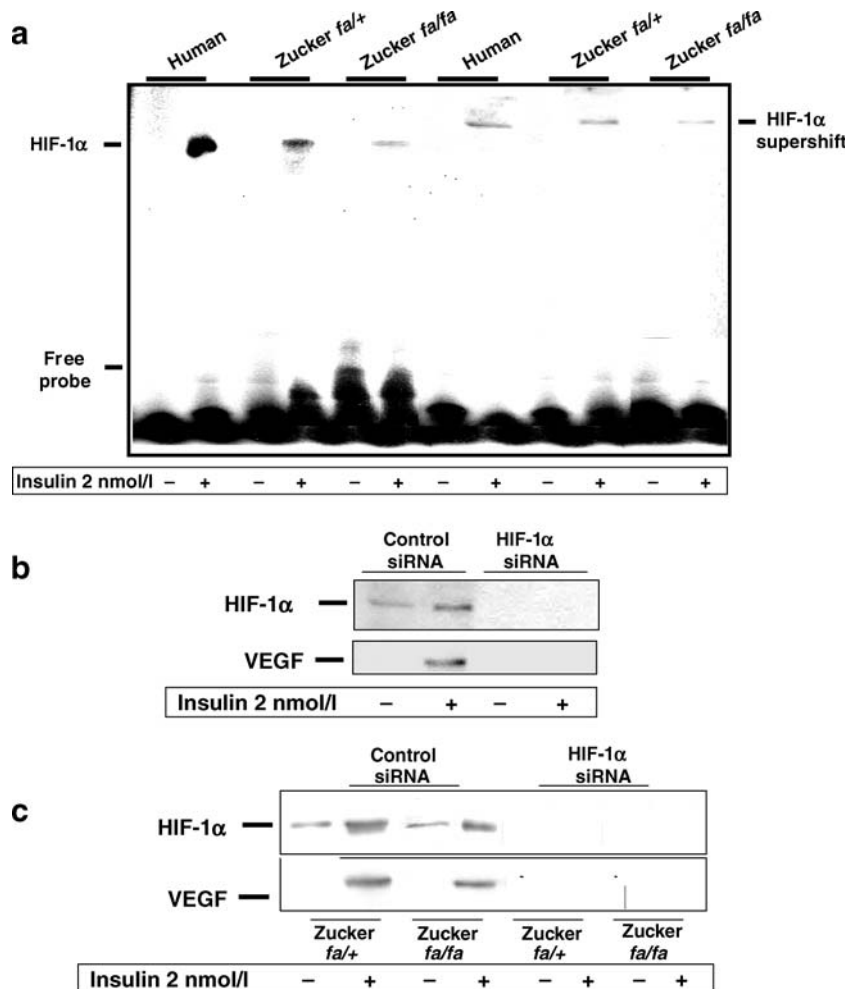 a
Human
Zucker fa/+
Zucker fa/fa
Human
Zucker fa/+
Zucker fa/fa
HIF-1α
HIF-1α
supershift
Free
probe
Insulin 2 nmol/l – + – + – + – + – + – +
b
Control
siRNA
HIF-1α
siRNA
HIF-1α
VEGF
Insulin 2 nmol/l – + – +
c
Control
siRNA
HIF-1α
siRNA
HIF-1α
VEGF
Zucker
fa/+
Zucker
fa/fa
Zucker
fa/+
Zucker
fa/fa
Insulin 2 nmol/l – + – + – + – +